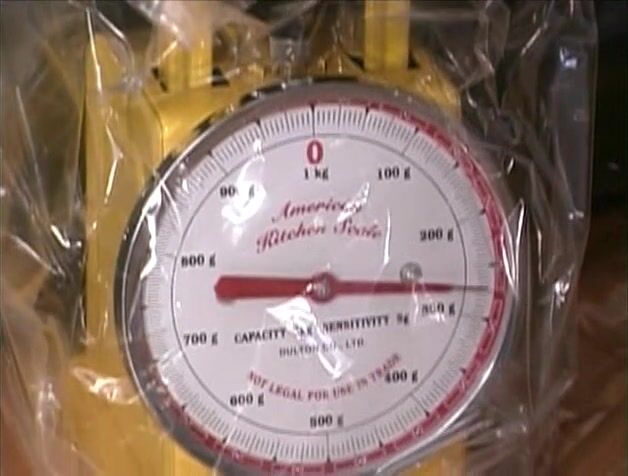 0
1 kg
100 g
900 g
American
Kitchen Scale
200 g
800 g
300 g
CAPACITY 1kg SENSITIVITY 5g
700 g
DULTON CO., LTD
NOT LEGAL FOR USE IN TRADE
400 g
600 g
500 g